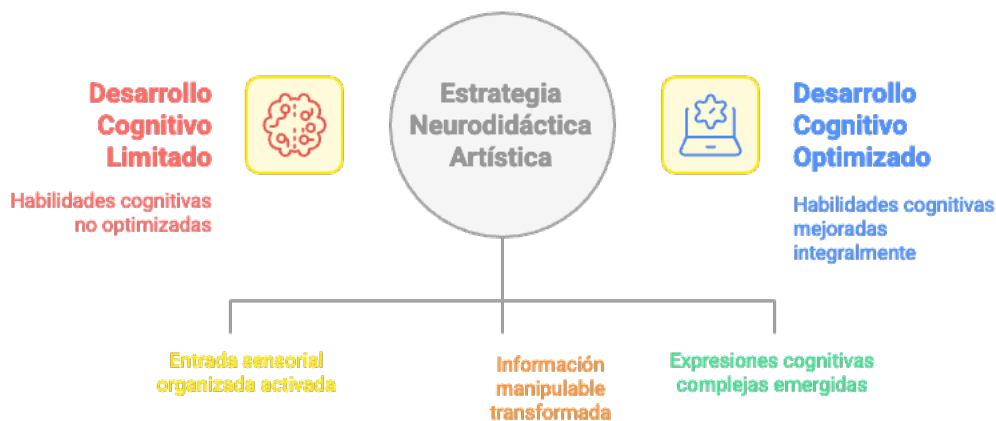 Desarrollo
Cognitivo
Limitado
Habilidades cognitivas
no optimizadas
Estrategia
Neurodidáctica
Artística
Desarrollo
Cognitivo
Optimizado
Habilidades cognitivas
mejoradas
integralmente
Entrada sensorial
organizada activada
Información
manipulable
transformada
Expresiones cognitivas
complejas emergidas